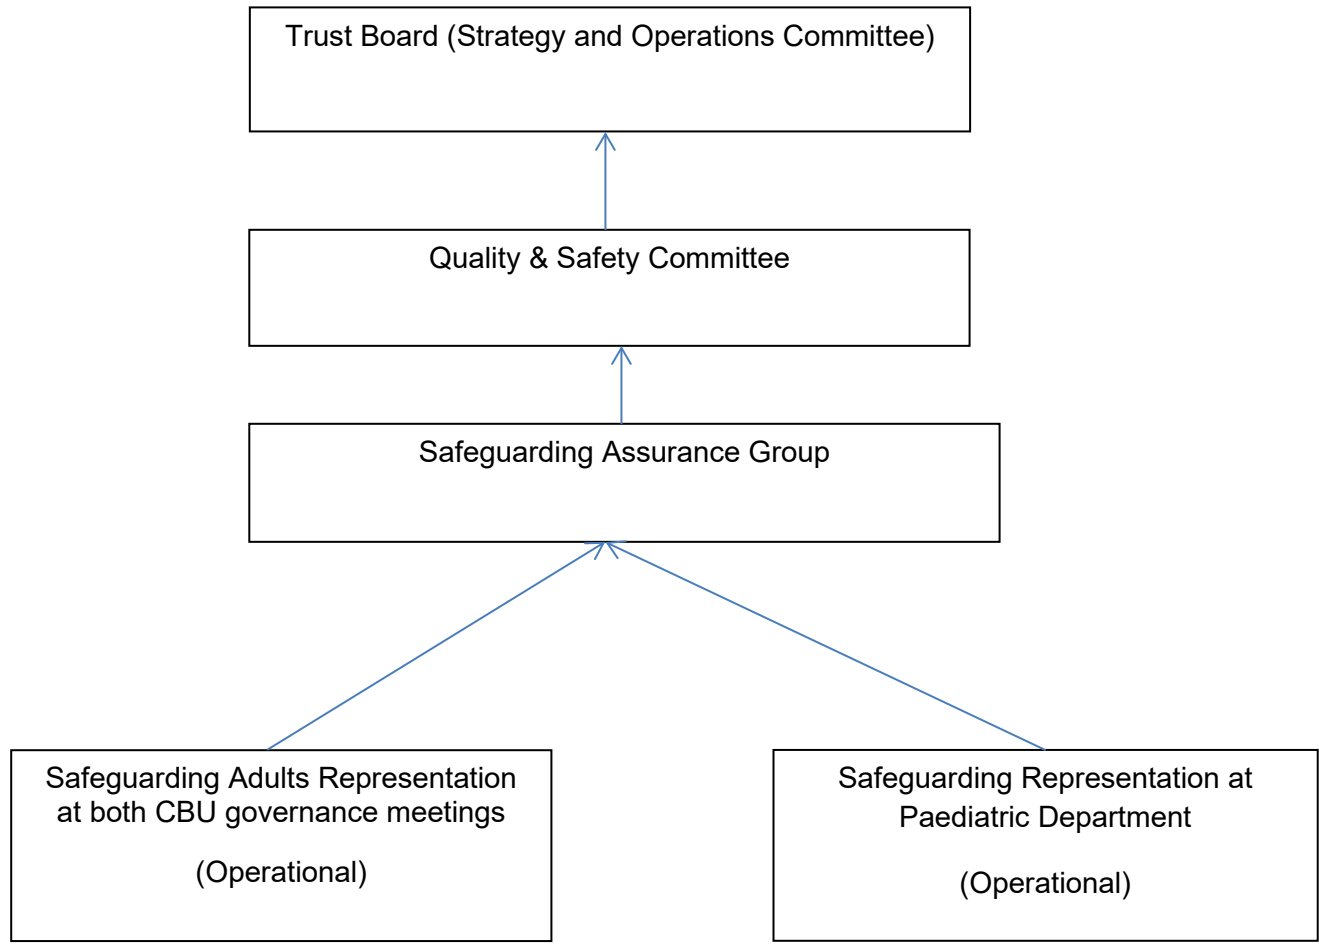 Trust Board (Strategy and Operations Committee)
Quality & Safety Committee
Safeguarding Assurance Group
Safeguarding Adults Representation
at both CBU governance meetings
(Operational)
Safeguarding Representation at
Paediatric Department
(Operational)